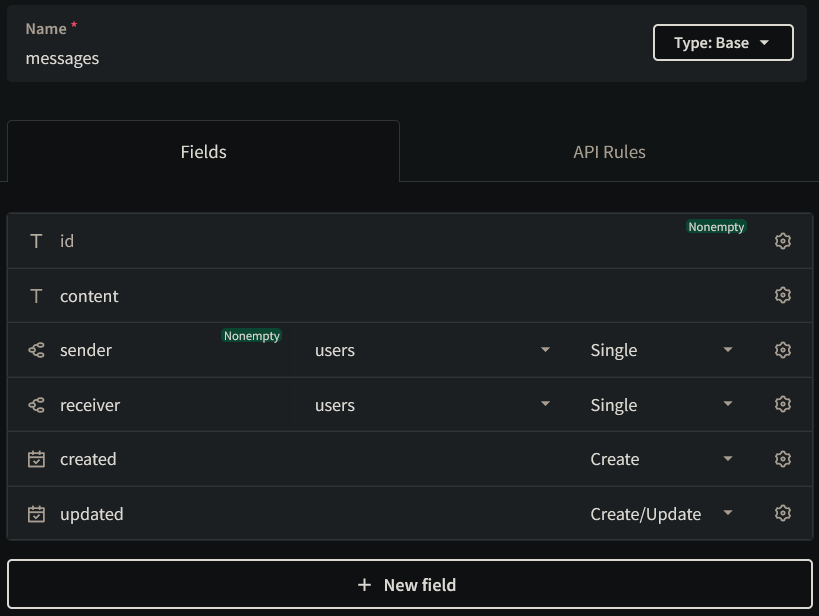 Name *
messages
Type: Base
Fields
API Rules
id
Nonempty
content
sender
Nonempty
users
Single
receiver
users
Single
created
Create
updated
Create/Update
+ New field